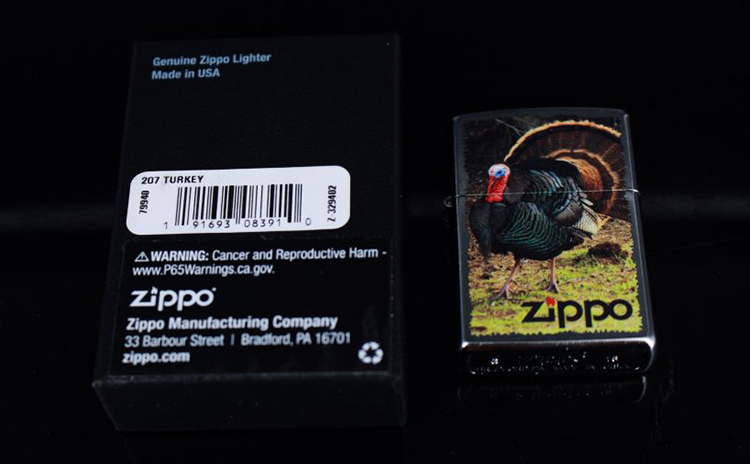 Genuine Zippo Lighter
Made in USA
207 TURKEY
79940
1 91693 08391 0
Z 329402
⚠WARNING: Cancer and Reproductive Harm -
www.P65Warnings.ca.gov.
zippo
Zippo Manufacturing Company
33 Barbour Street | Bradford, PA 16701
zippo.com
zippo